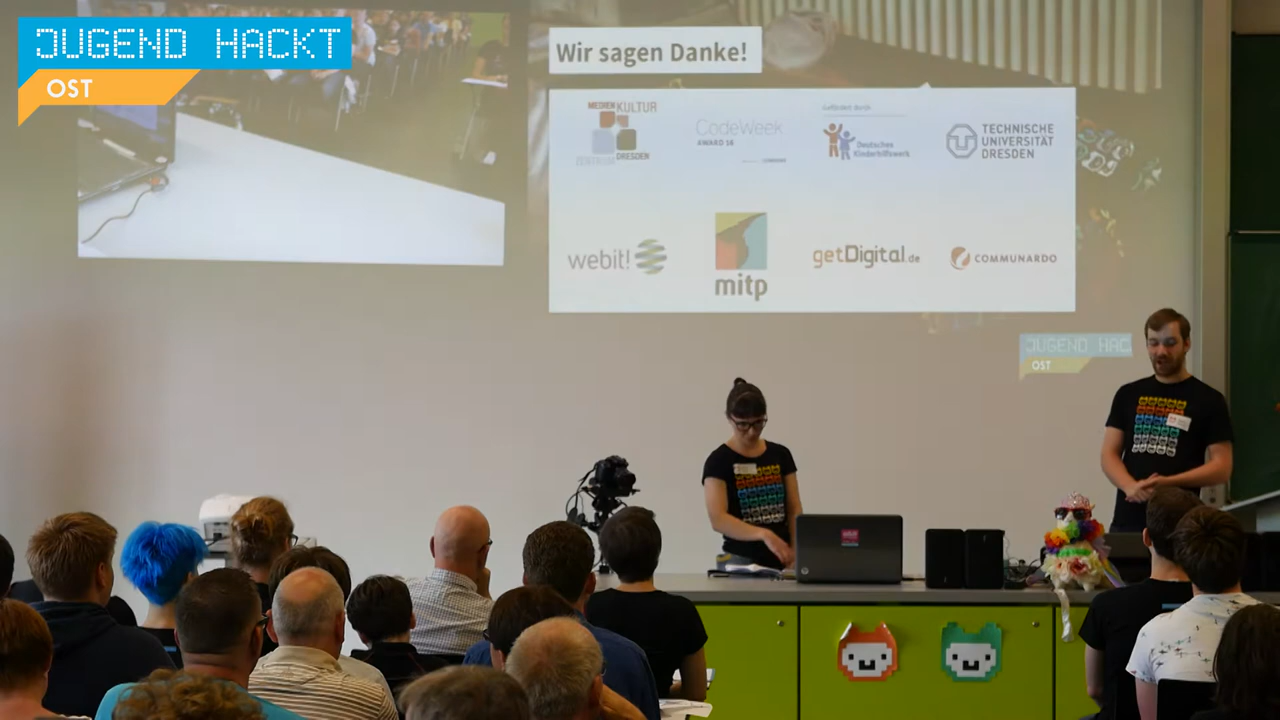 JUGEND HACKT
OST
Wir sagen Danke!
MEDIEN KULTUR
ZENTRUM DRESDEN
CodeWeek
AWARD 16
Gefördert durch
Deutsches
Kinderhilfswerk
TECHNISCHE
UNIVERSITÄT
DRESDEN
webit!
mitp
getDigital.de
COMMUNARDO
JUGEND HAC
OST